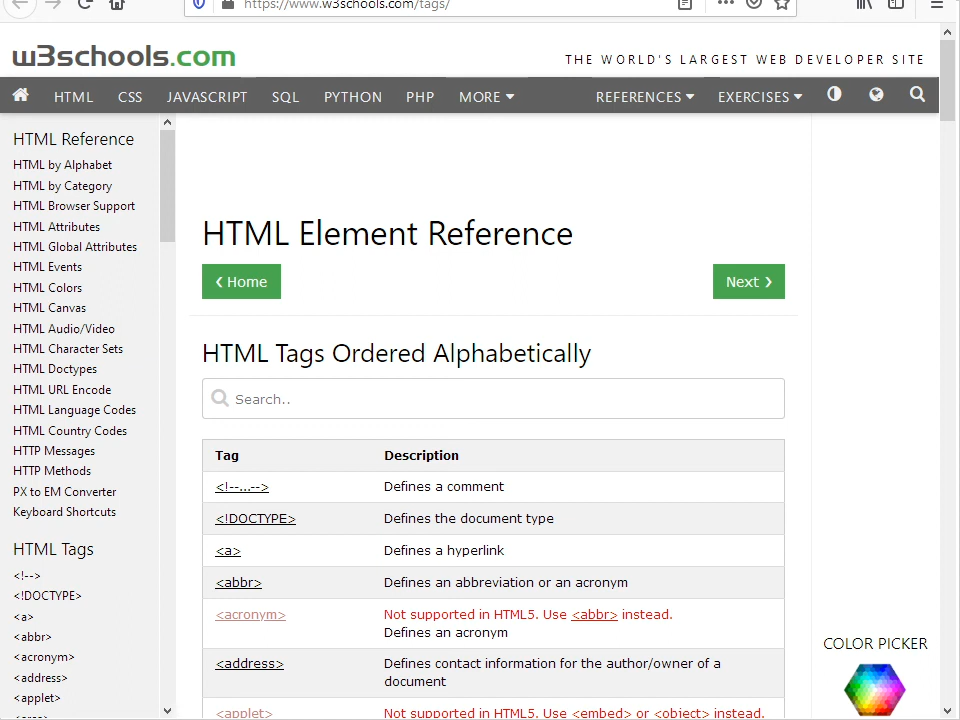 https://www.w3schools.com/tags/
w3schools.com
THE WORLD'S LARGEST WEB DEVELOPER SITE
HTML CSS JAVASCRIPT SQL PYTHON PHP MORE REFERENCES EXERCISES
HTML Reference
HTML by Alphabet
HTML by Category
HTML Browser Support
HTML Attributes
HTML Global Attributes
HTML Events
HTML Colors
HTML Canvas
HTML Audio/Video
HTML Character Sets
HTML Doctypes
HTML URL Encode
HTML Language Codes
HTML Country Codes
HTTP Messages
HTTP Methods
PX to EM Converter
Keyboard Shortcuts
HTML Tags
<!-->
<!DOCTYPE>
<a>
<abbr>
<acronym>
<address>
<applet>
HTML Element Reference
❮ Home
Next ❯
HTML Tags Ordered Alphabetically
Search..
Tag Description
<!--...--> Defines a comment
<!DOCTYPE> Defines the document type
<a> Defines a hyperlink
<abbr> Defines an abbreviation or an acronym
<acronym> Not supported in HTML5. Use <abbr> instead.
Defines an acronym
<address> Defines contact information for the author/owner of a
document
<applet> Not supported in HTML5. Use <embed> or <object> instead.
COLOR PICKER